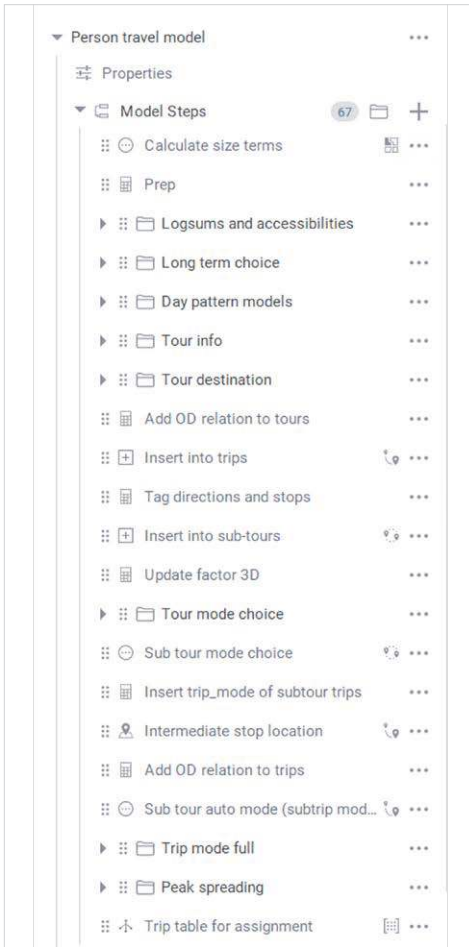 Person travel model
Properties
Model Steps 67
Calculate size terms
Prep
Logsums and accessibilities
Long term choice
Day pattern models
Tour info
Tour destination
Add OD relation to tours
Insert into trips
Tag directions and stops
Insert into sub-tours
Update factor 3D
Tour mode choice
Sub tour mode choice
Insert trip_mode of subtour trips
Intermediate stop location
Add OD relation to trips
Sub tour auto mode (subtrip mod...
Trip mode full
Peak spreading
Trip table for assignment